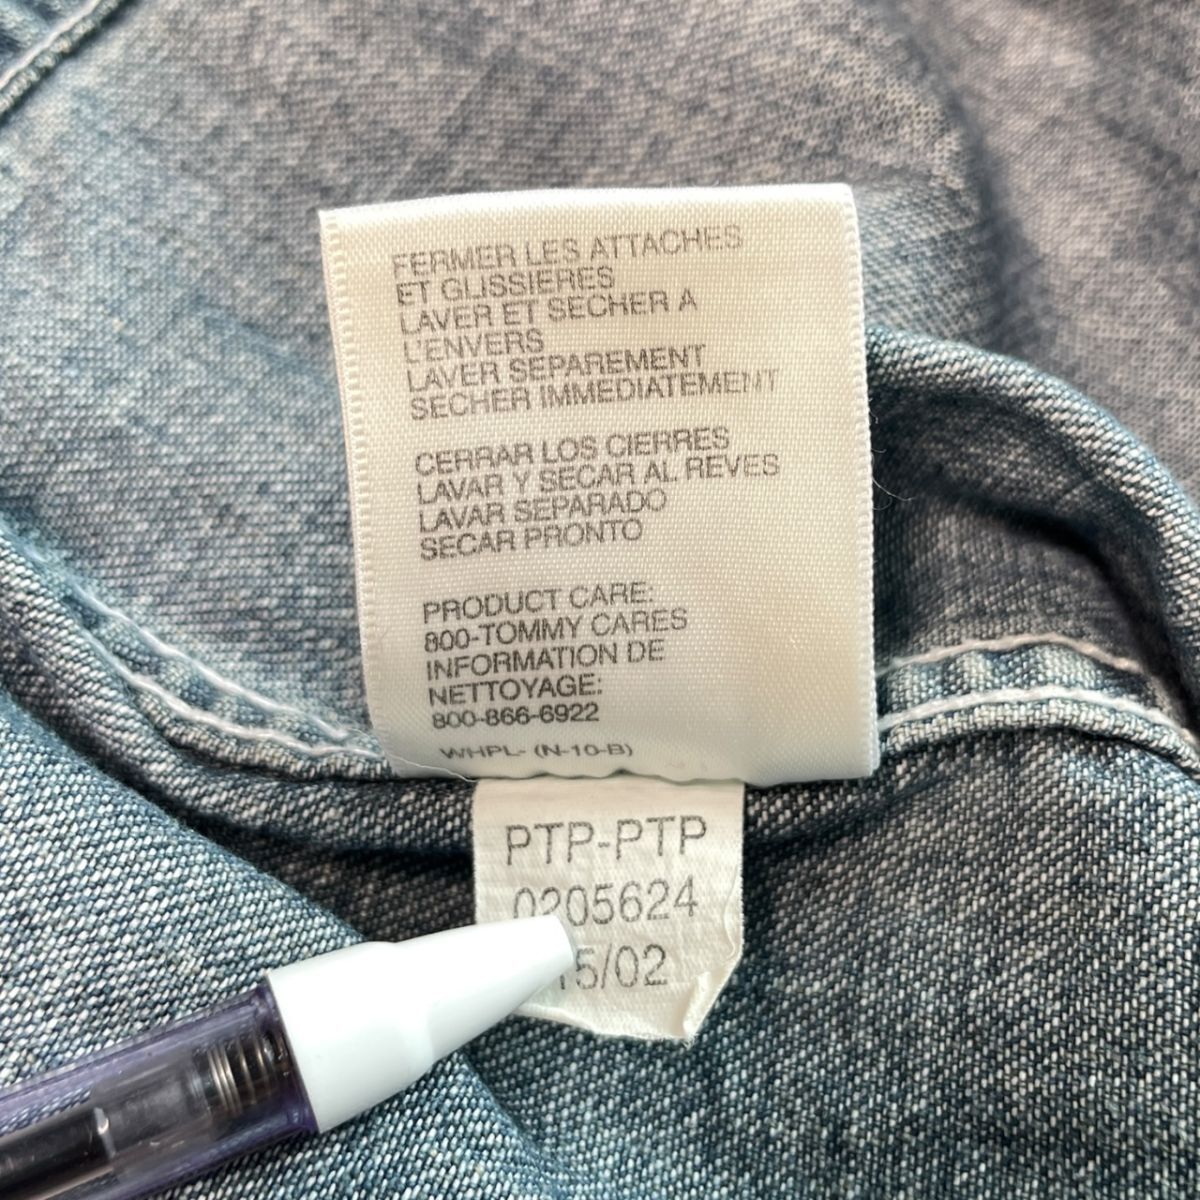 FERMER LES ATTACHES
ET GLISSIERES
LAVER ET SECHER A
L'ENVERS
LAVER SEPAREMENT
SECHER IMMEDIATEMENT
CERRAR LOS CIERRES
LAVAR Y SECAR AL REVES
LAVAR SEPARADO
SECAR PRONTO
PRODUCT CARE:
800-TOMMY CARES
INFORMATION DE
NETTOYAGE:
800-866-6922
WHPL- (N-10-B)
PTP-PTP
0205624
15/02